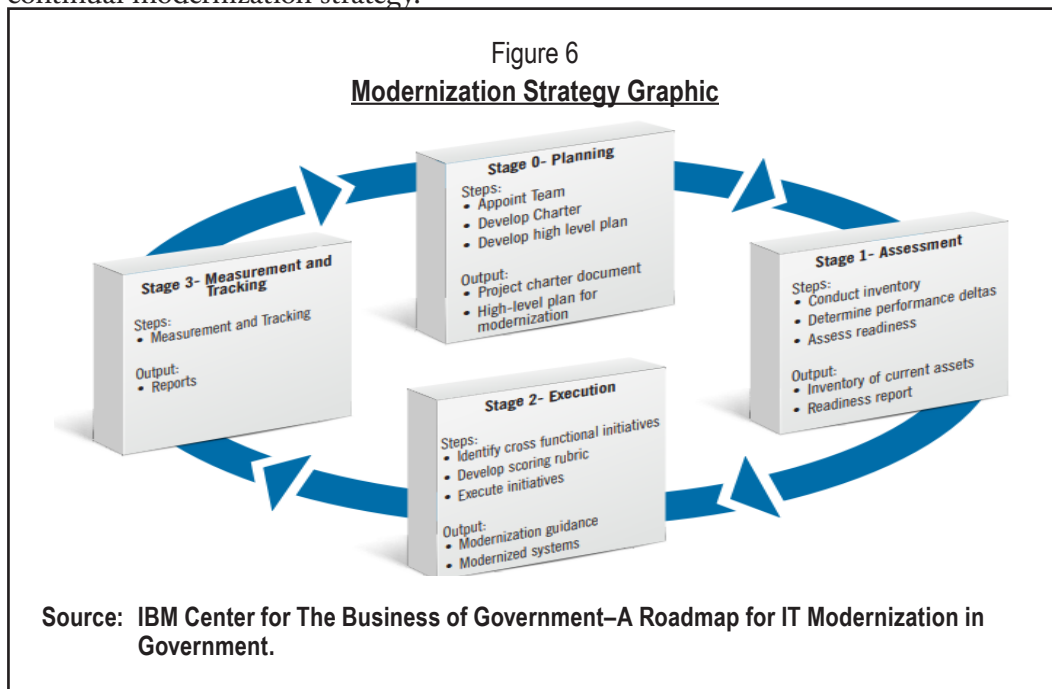 continual modernization strategy.
Figure 6
Modernization Strategy Graphic
Stage 0- Planning
Steps:
• Appoint Team
• Develop Charter
• Develop high level plan
Output:
• Project charter document
• High-level plan for
modernization
Stage 1- Assessment
Steps:
• Conduct inventory
• Determine performance deltas
• Assess readiness
Output:
• Inventory of current assets
• Readiness report
Stage 2- Execution
Steps:
• Identify cross functional initiatives
• Develop scoring rubric
• Execute initiatives
Output:
• Modernization guidance
• Modernized systems
Stage 3- Measurement and
Tracking
Steps:
• Measurement and Tracking
Output:
• Reports
Source: IBM Center for The Business of Government–A Roadmap for IT Modernization in
Government.